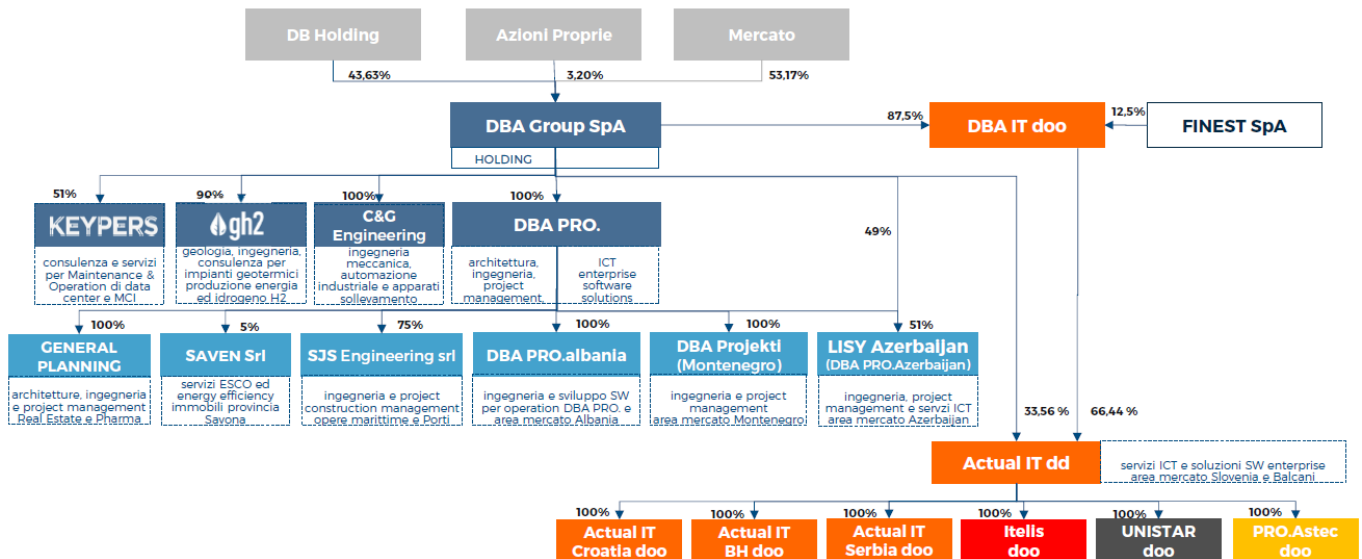 DB Holding
Azioni Proprie
Mercato
43,63%
3,20%
53,17%
DBA Group SpA
HOLDING
87,5%
DBA IT doo
12,5%
FINEST SpA
51%
90%
100%
100%
KEYPERS
gh2
C&G
Engineering
DBA PRO.
49%
consulenza e servizi
per Maintenance &
Operation di data
center e MCI
geologia, ingegneria,
consulenza per
impianti geotermici
produzione energia
ed idrogeno H2
ingegneria
meccanica,
automazione
industriale e apparati
sollevamento
architettura,
ingegneria,
project
management,
ICT
enterprise
software
solutions
100%
5%
75%
100%
100%
51%
GENERAL
PLANNING
SAVEN Srl
SJS Engineering srl
DBA PRO.albania
DBA Projekti
(Montenegro)
LISY Azerbaijan
(DBA PRO.Azerbaijan)
architetture, ingegneria
e project management
Real Estate e Pharma
servizi ESCO ed
energy efficiency
immobili provincia
Savona
ingegneria e project
construction management
opere marittime e Porti
ingegneria e sviluppo SW
per operation DBA PRO. e
area mercato Albania
ingegneria e project
management
area mercato Montenegro
ingegneria, project
management e servzi ICT
area mercato Azerbaijan
33,56 %
66,44 %
Actual IT dd
servizi ICT e soluzioni SW enterprise
area mercato Slovenia e Balcani
100%
100%
100%
100%
100%
100%
Actual IT
Croatia doo
Actual IT
BH doo
Actual IT
Serbia doo
Itelis
doo
UNISTAR
doo
PRO.Astec
doo